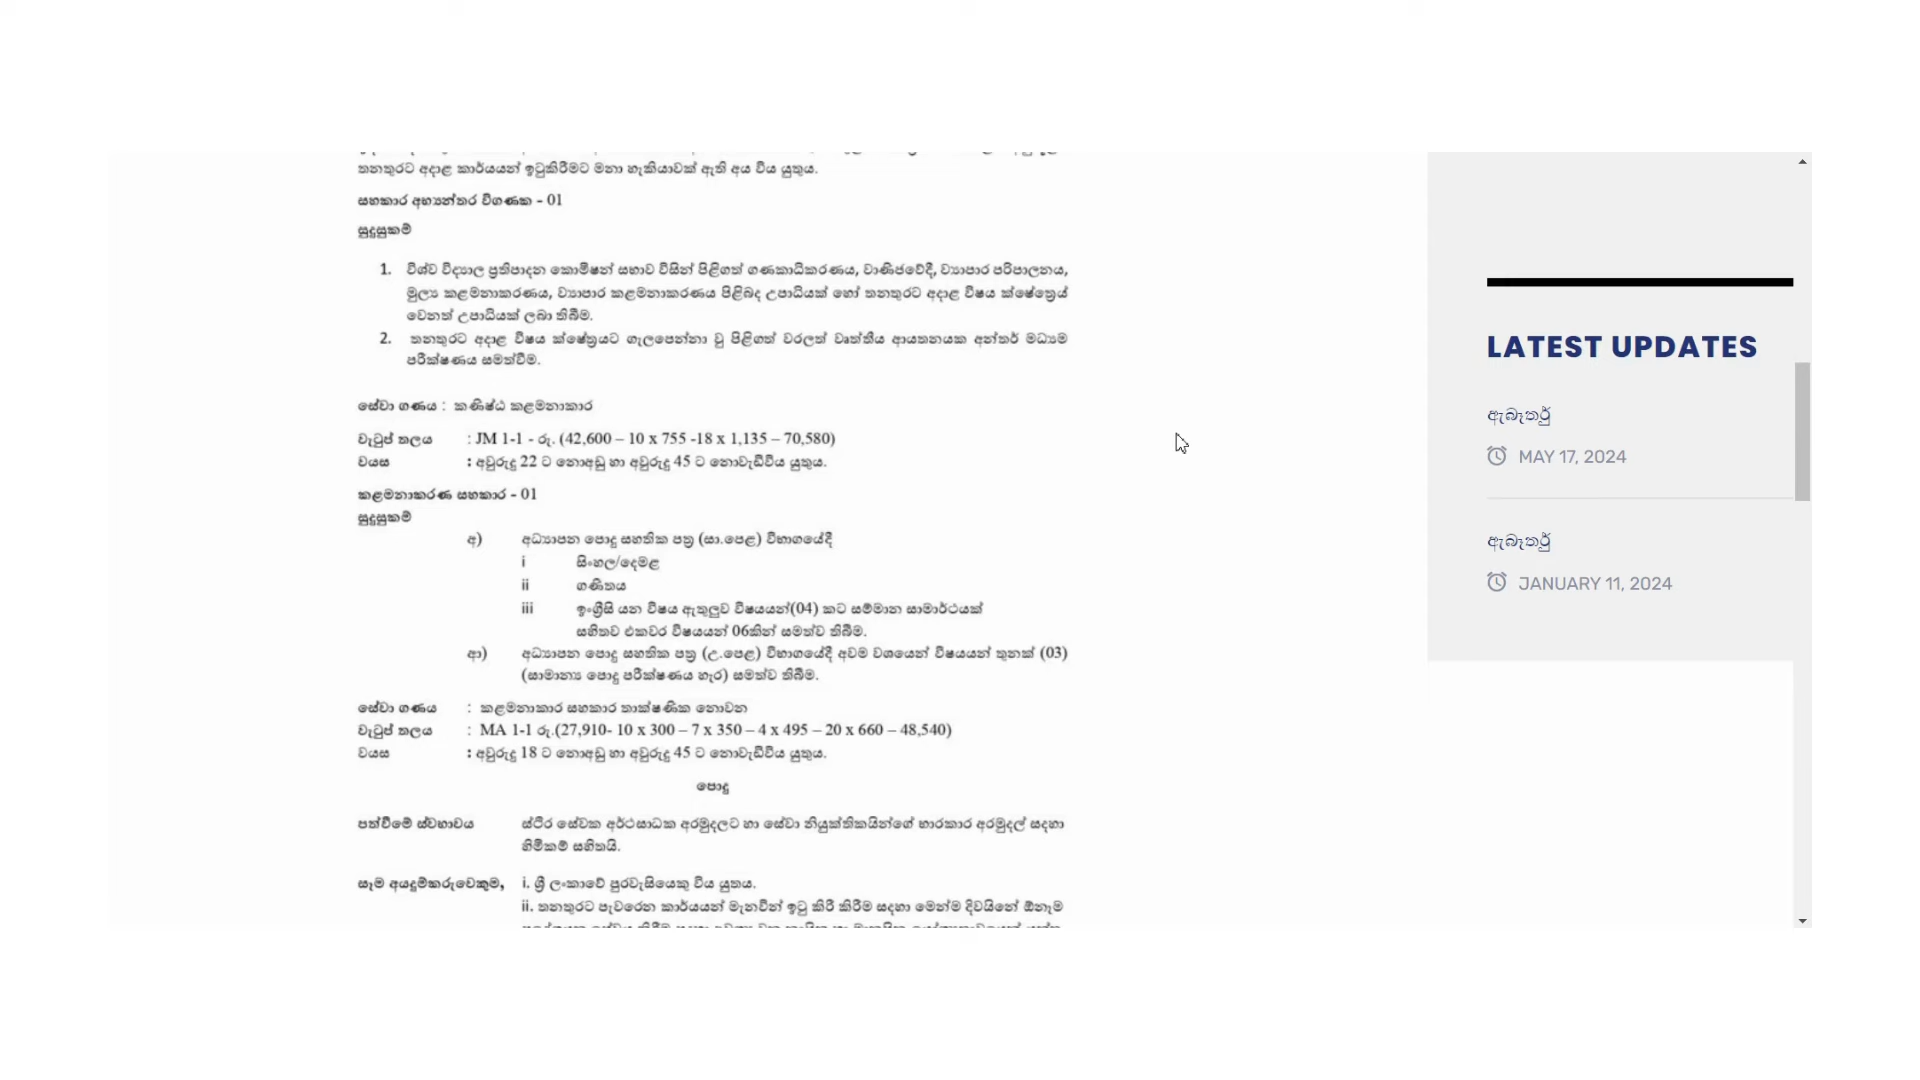 තනතුරට අදාළ කාර්යයන් ඉටුකිරීමට මනා හැකියාවක් ඇති අය විය යුතුය.
සහකාර අභ්‍යන්තර විගණක - 01
සුදුසුකම්
1. විශ්ව විද්‍යාල ප්‍රතිපාදන කොමිෂන් සභාව විසින් පිළිගත් ගණකාධිකරණය, වාණිජවේදී, ව්‍යාපාර පරිපාලනය,
මුල්‍ය කළමනාකරණය, ව්‍යාපාර කළමනාකරණය පිළිබද උපාධියක් හෝ තනතුරට අදාළ විෂය ක්ෂේත්‍රයේ
වෙනත් උපාධියක් ලබා තිබීම.
2. තනතුරට අදාළ විෂය ක්ෂේත්‍රයට ගැලපෙන්නා වු පිළිගත් වරලත් වෘත්තීය ආයතනයක අන්තර් මධ්‍යම
පරීක්ෂණය සමත්වීම.
සේවා ගණය : කණිෂ්ඨ කළමනාකාර
වැටුප් තලය : JM 1-1 - රු. (42,600 – 10 x 755 -18 x 1,135 – 70,580)
වයස : අවුරුදු 22 ට නොඅඩු හා අවුරුදු 45 ට නොවැඩිවිය යුතුය.
කළමනාකරණ සහකාර - 01
සුදුසුකම්
අ) අධ්‍යාපන පොදු සහතික පත්‍ර (සා.පෙළ) විභාගයේදී
i සිංහල/දෙමළ
ii ගණිතය
iii ඉංග්‍රීසි යන විෂය ඇතුලුව විෂයයන්(04) කට සම්මාන සාමාර්ථයක්
සහිතව එකවර විෂයයන් 06කින් සමත්ව තිබීම.
ආ) අධ්‍යාපන පොදු සහතික පත්‍ර (උ.පෙළ) විභාගයේදී අවම වශයෙන් විෂයයන් තුනක් (03)
(සාමාන්‍ය පොදු පරීක්ෂණය හැර) සමත්ව තිබීම.
සේවා ගණය : කළමනාකාර සහකාර තාක්ෂණික නොවන
වැටුප් තලය : MA 1-1 රු.(27,910- 10 x 300 – 7 x 350 – 4 x 495 – 20 x 660 – 48,540)
වයස : අවුරුදු 18 ට නොඅඩු හා අවුරුදු 45 ට නොවැඩිවිය යුතුය.
පොදු
පත්වීමේ ස්වභාවය ස්ථිර සේවක අර්ථසාධක අරමුදලට හා සේවා නියුක්තිකයින්ගේ භාරකාර අරමුදල් සදහා
හිමිකම් සහිතයි.
සෑම අයදුම්කරුවෙකුම, i. ශ්‍රී ලංකාවේ පුරවැසියෙකු විය යුතය.
ii. තනතුරට පැවරෙන කාර්යයන් මැනවින් ඉටු කිරී කිරීම සදහා මෙන්ම දිවයිනේ ඕනෑම
LATEST UPDATES
ඇබෑර්තු
MAY 17, 2024
ඇබෑර්තු
JANUARY 11, 2024